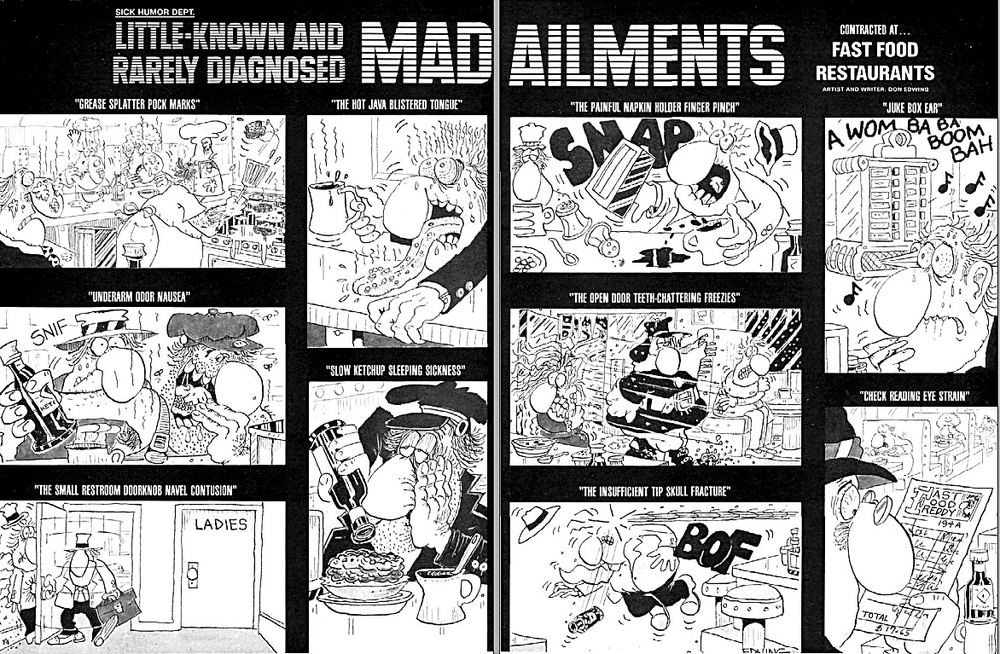 SICK HUMOR DEPT.
LITTLE-KNOWN AND
RARELY DIAGNOSED
MAD AILMENTS
CONTRACTED AT...
FAST FOOD
RESTAURANTS
ARTIST AND WRITER: DON EDWING
"GREASE SPLATTER POCK MARKS"
"THE HOT JAVA BLISTERED TONGUE"
"UNDERARM ODOR NAUSEA"
SNIF
"SLOW KETCHUP SLEEPING SICKNESS"
"THE SMALL RESTROOM DOORKNOB NAVEL CONTUSION"
LADIES
"THE PAINFUL NAPKIN HOLDER FINGER PINCH"
SNAP
"JUKE BOX EAR"
A WOM BA BA
BOOM
BAH
"THE OPEN DOOR TEETH-CHATTERING FREEZIES"
"CHECK READING EYE STRAIN"
TOTAL
$17.65
"THE INSUFFICIENT TIP SKULL FRACTURE"
BOF
EDWING